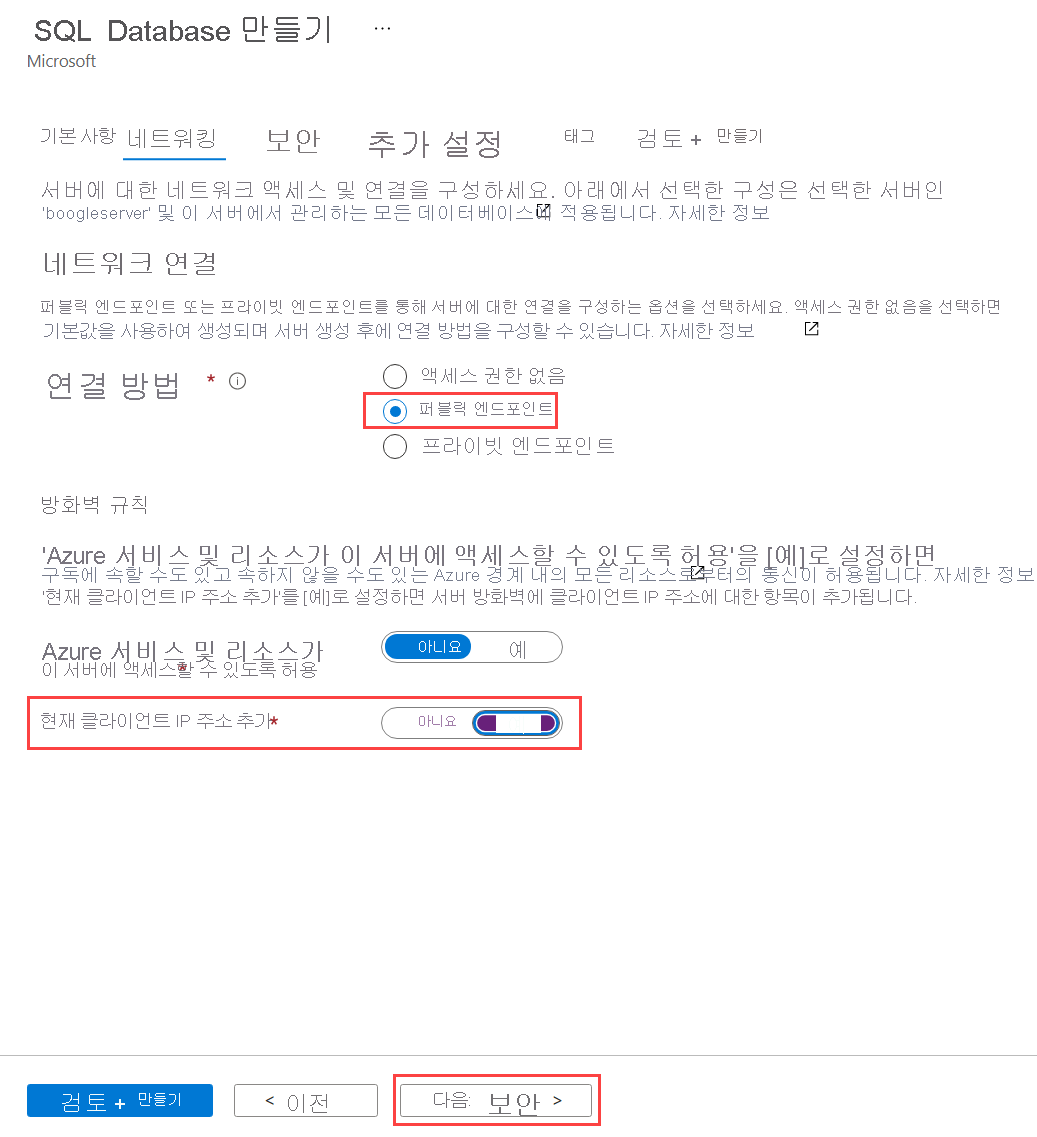 SQL Database 만들기 ...
Microsoft
기본 사항 네트워킹 보안 추가 설정 태그 검토 + 만들기
서버에 대한 네트워크 액세스 및 연결을 구성하세요. 아래에서 선택한 구성은 선택한 서버인
'boogleserver' 및 이 서버에서 관리하는 모든 데이터베이스에 적용됩니다. 자세한 정보
네트워크 연결
퍼블릭 엔드포인트 또는 프라이빗 엔드포인트를 통해 서버에 대한 연결을 구성하는 옵션을 선택하세요. 액세스 권한 없음을 선택하면
기본값을 사용하여 생성되며 서버 생성 후에 연결 방법을 구성할 수 있습니다. 자세한 정보
연결 방법 *
액세스 권한 없음
퍼블릭 엔드포인트
프라이빗 엔드포인트
방화벽 규칙
'Azure 서비스 및 리소스가 이 서버에 액세스할 수 있도록 허용'을 [예]로 설정하면
구독에 속할 수도 있고 속하지 않을 수도 있는 Azure 경계 내의 모든 리소스로부터의 통신이 허용됩니다. 자세한 정보
'현재 클라이언트 IP 주소 추가'를 [예]로 설정하면 서버 방화벽에 클라이언트 IP 주소에 대한 항목이 추가됩니다.
Azure 서비스 및 리소스가
이 서버에 액세스할 수 있도록 허용 *
아니요 예
현재 클라이언트 IP 주소 추가*
아니요
검토 + 만들기
< 이전
다음: 보안 >